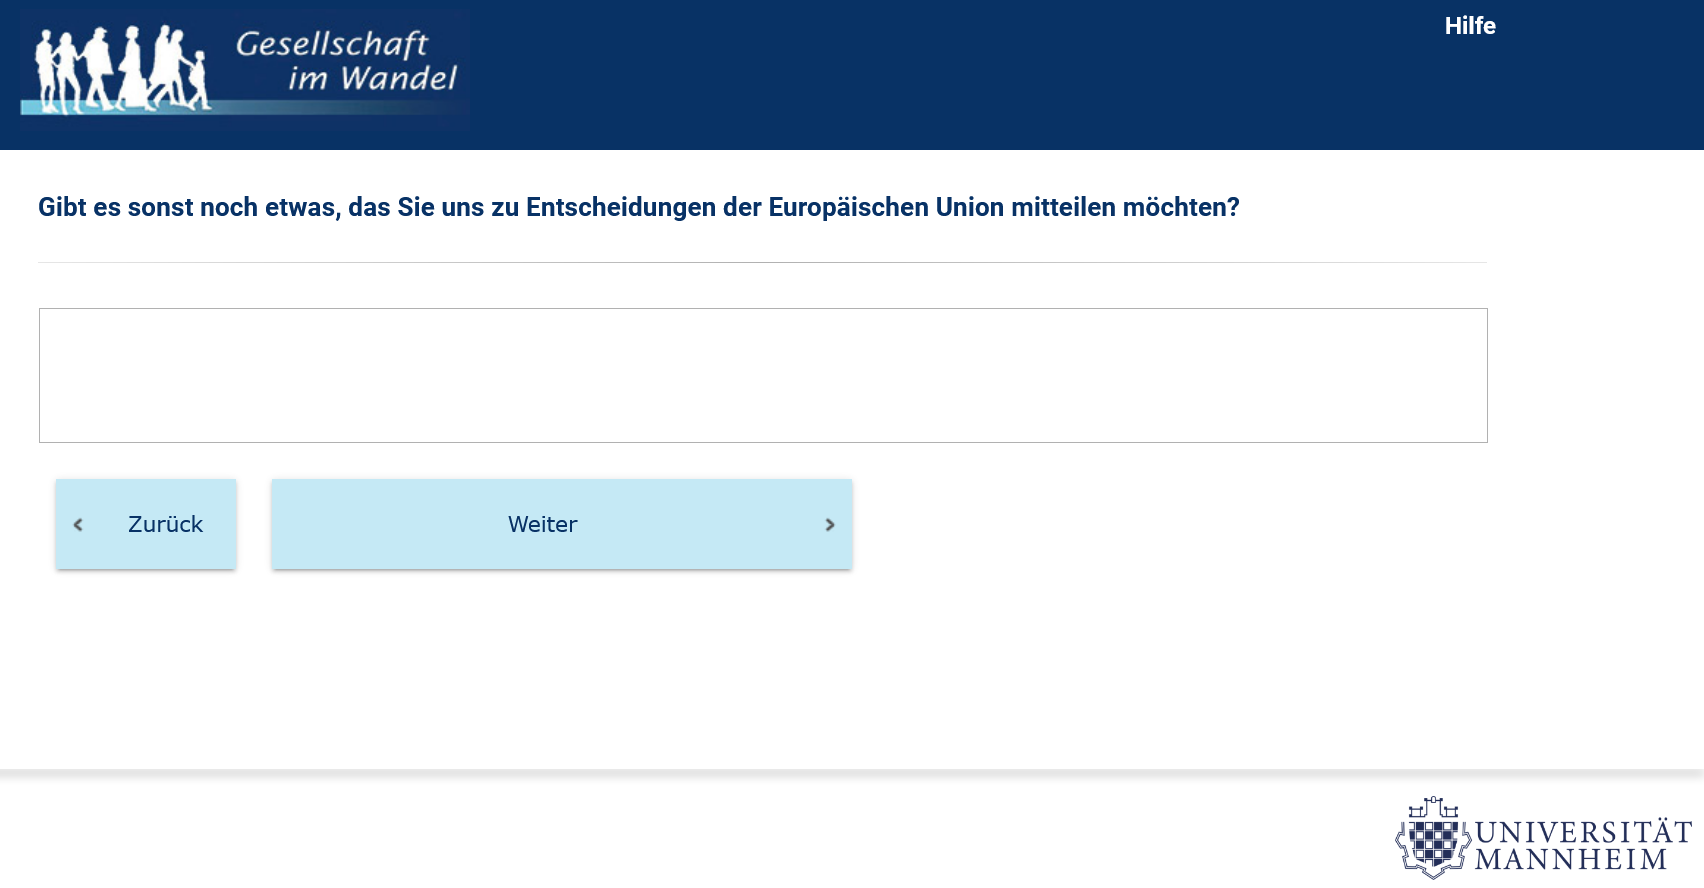 Gesellschaft
im Wandel
Hilfe
Gibt es sonst noch etwas, das Sie uns zu Entscheidungen der Europäischen Union mitteilen möchten?
Zurück
Weiter
UNIVERSITÄT
MANNHEIM